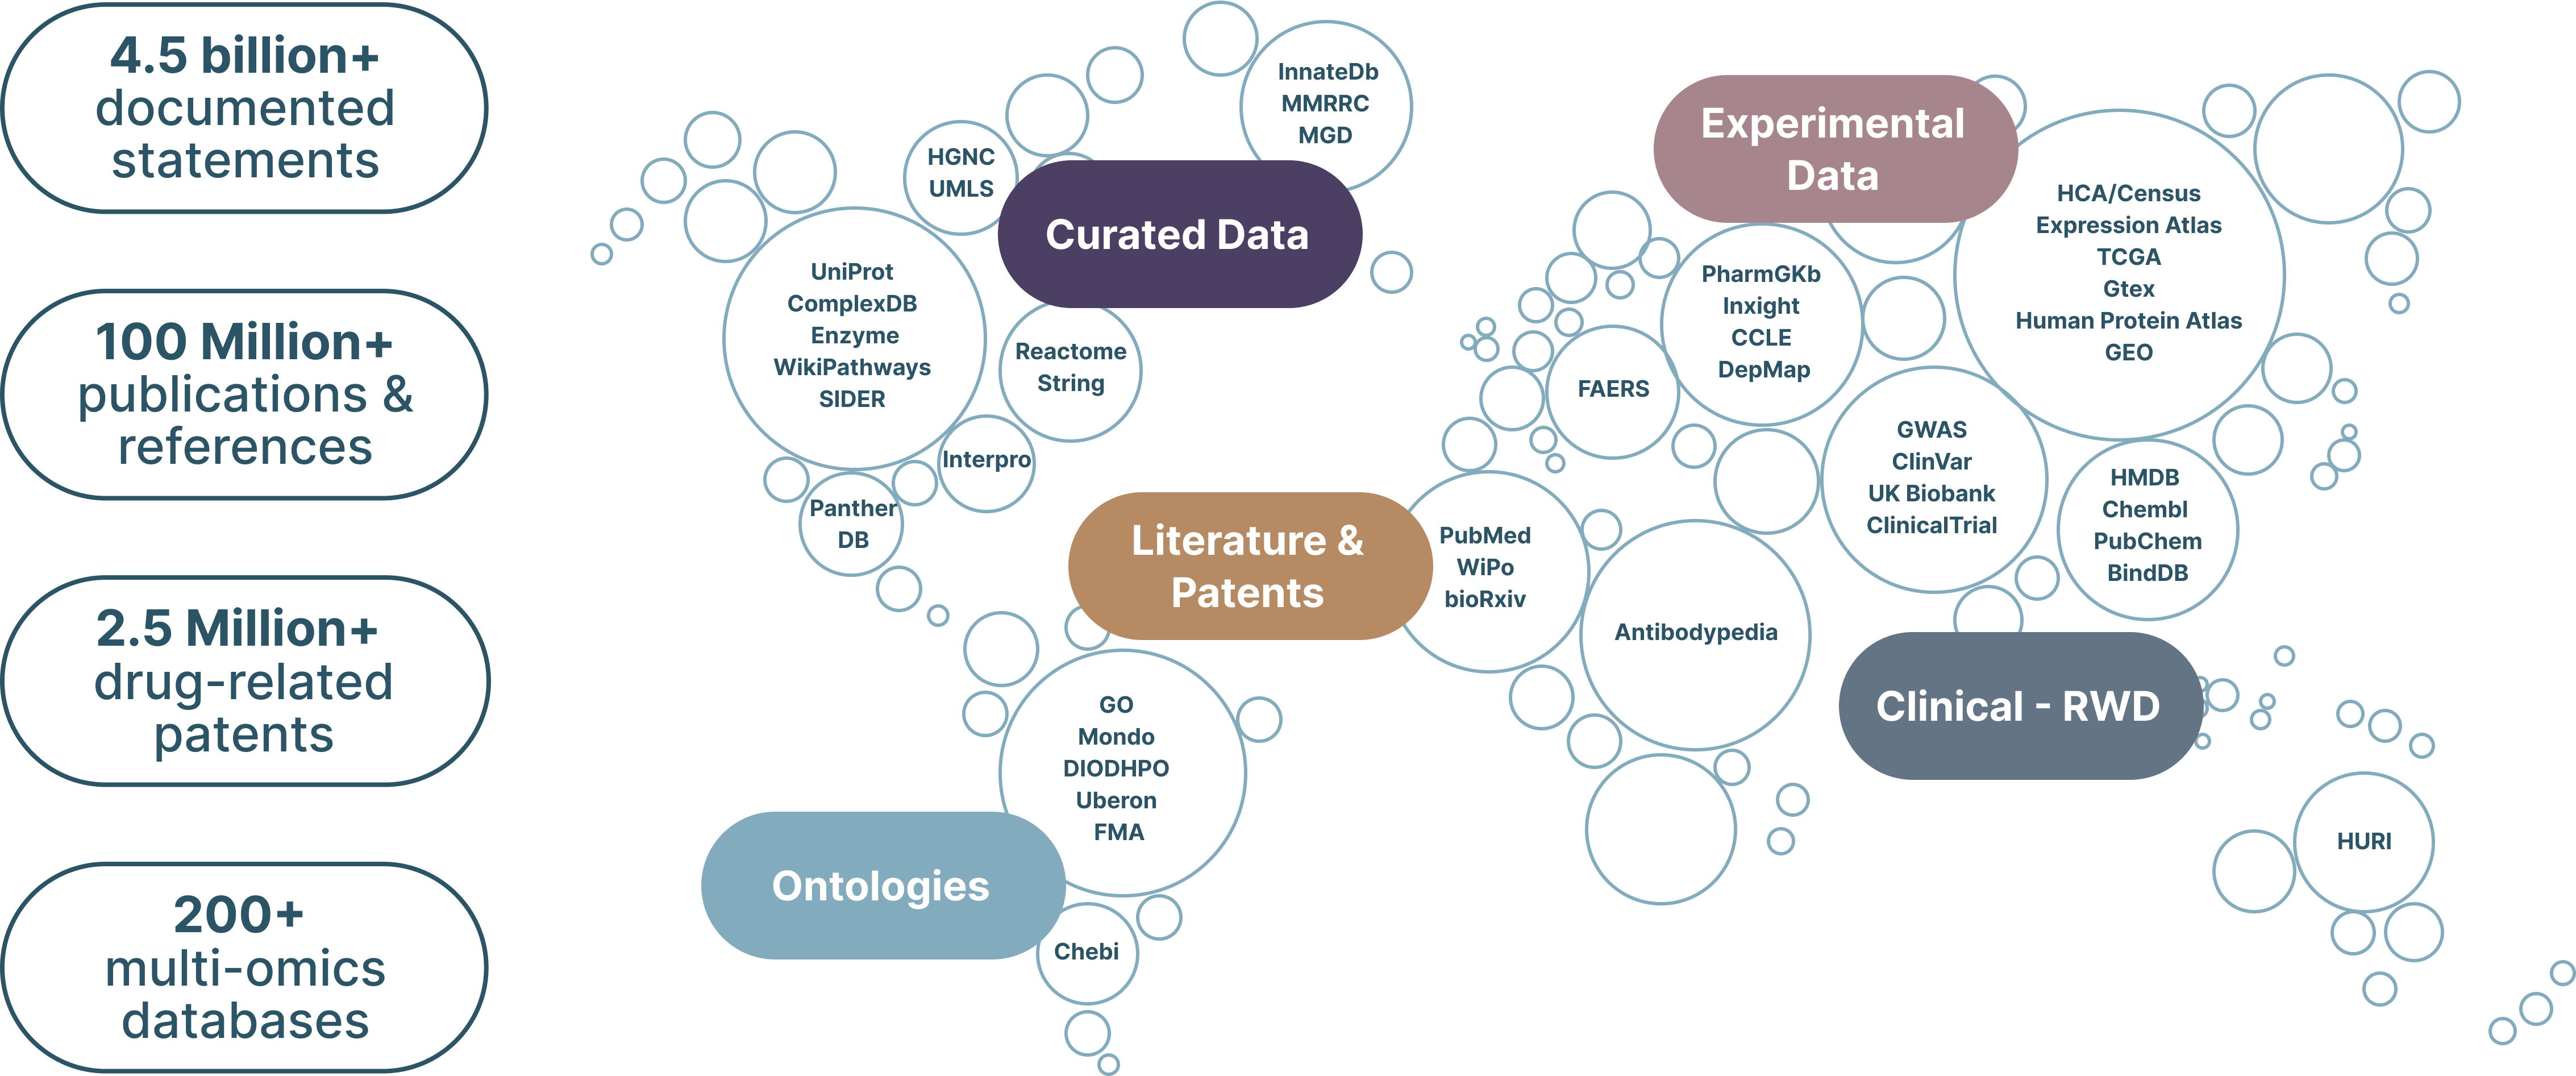 4.5 billion+
documented
statements
100 Million+
publications &
references
2.5 Million+
drug-related
patents
200+
multi-omics
databases
InnateDb
MMRRC
MGD
HGNC
UMLS
Curated Data
UniProt
ComplexDB
Enzyme
WikiPathways
SIDER
Reactome
String
Interpro
Panther
DB
Literature &
Patents
PubMed
WiPo
bioRxiv
GO
Mondo
DIODHPO
Uberon
FMA
Ontologies
Chebi
Experimental
Data
HCA/Census
Expression Atlas
TCGA
Gtex
Human Protein Atlas
GEO
PharmGKb
Inxight
CCLE
DepMap
FAERS
GWAS
ClinVar
UK Biobank
ClinicalTrial
HMDB
Chembl
PubChem
BindDB
Antibodypedia
Clinical - RWD
HURI